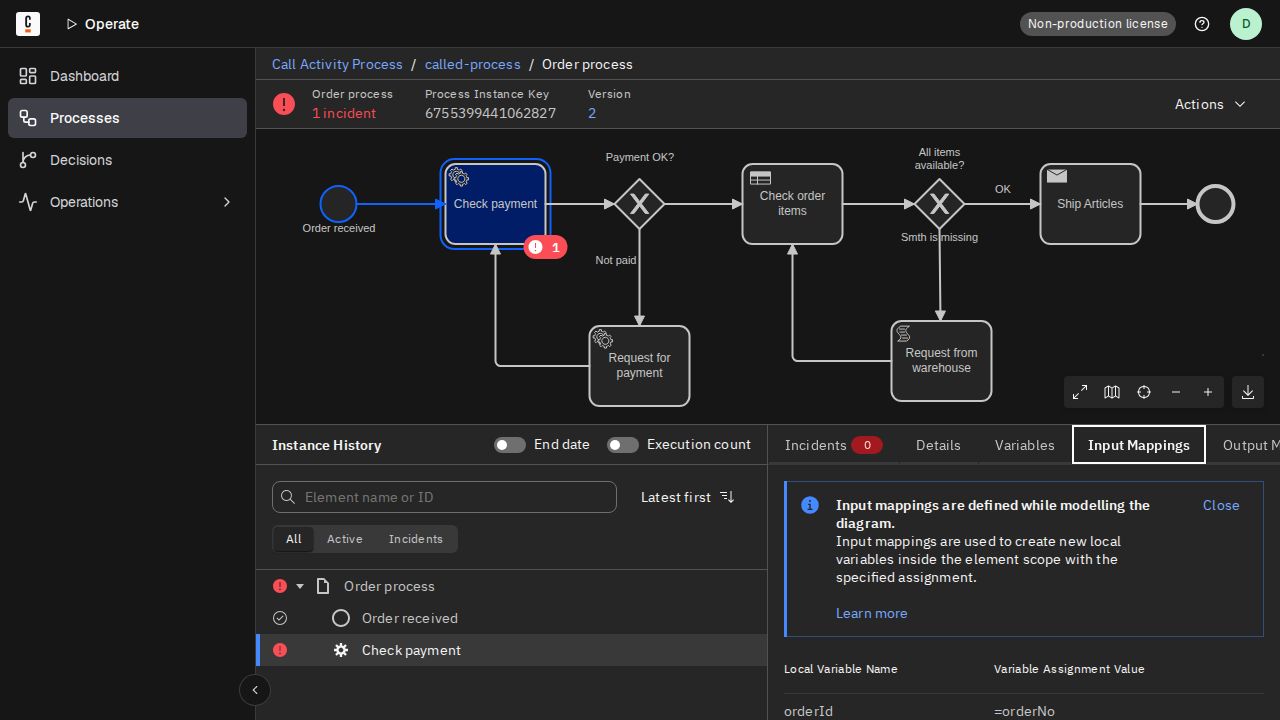 C
Operate
Non-production license
D
Dashboard
Processes
Decisions
Operations
Call Activity Process / called-process / Order process
Order process
1 incident
Process Instance Key
6755399441062827
Version
2
Actions
Order received
Check payment
1
Payment OK?
Not paid
Request for
payment
Check order
items
All items
available?
OK
Smth is missing
Request from
warehouse
Ship Articles
Instance History
End date
Execution count
Element name or ID
Latest first
All
Active
Incidents
Order process
Order received
Check payment
Incidents 0
Details
Variables
Input Mappings
Output M
Input mappings are defined while modelling the
diagram.
Close
Input mappings are used to create new local
variables inside the element scope with the
specified assignment.
Learn more
Local Variable Name
Variable Assignment Value
orderId
=orderNo